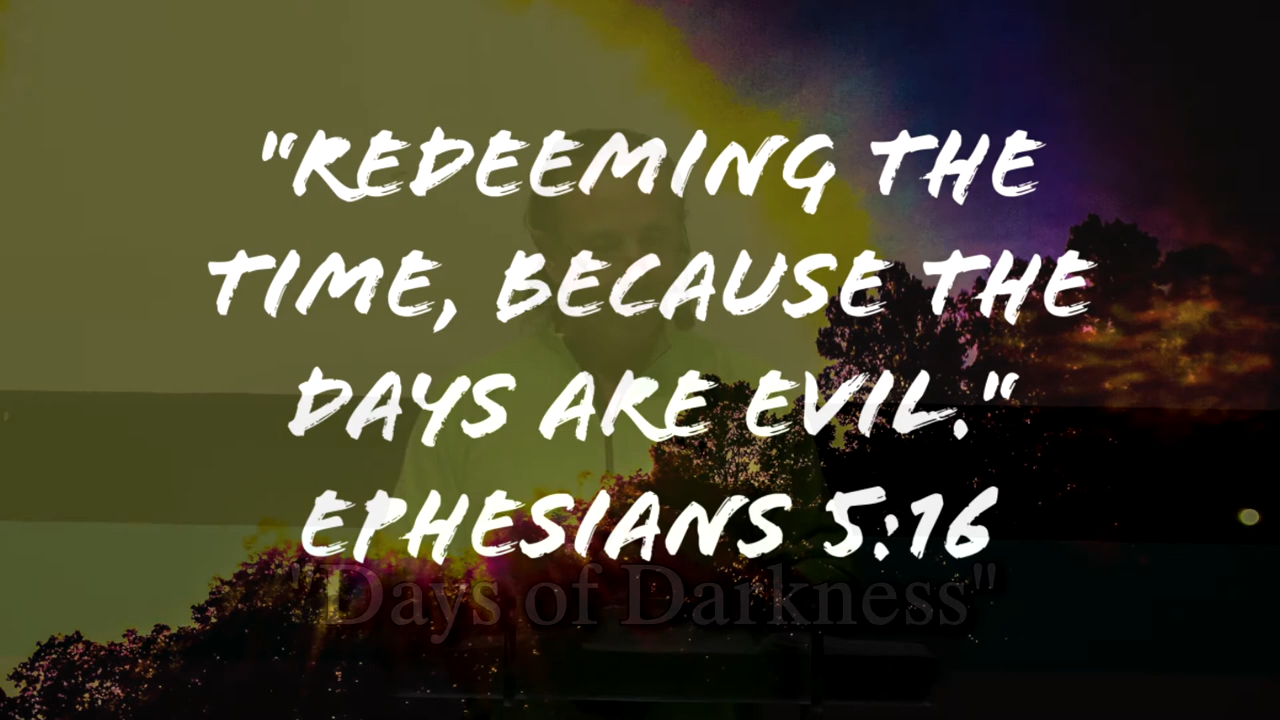 "REDEEMING THE
TIME, BECAUSE THE
DAYS ARE EVIL."
EPHESIANS 5:16
"Days of Darkness"